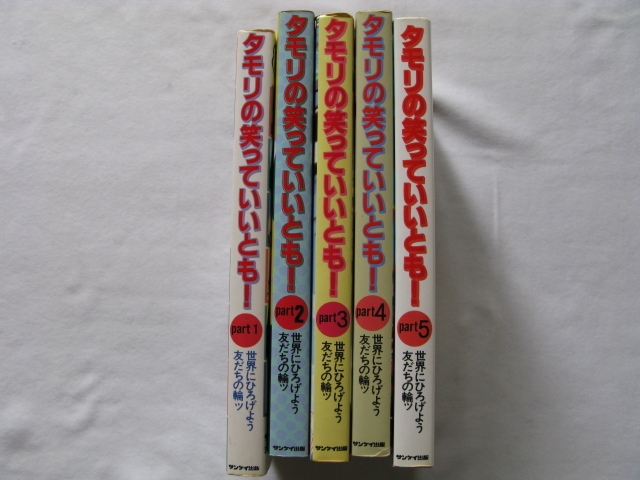 タモリの笑っていいとも!
part 1
世界にひろげよう
友だちの輪ッ
サンケイ出版
タモリの笑っていいとも!
part 2
世界にひろげよう
友だちの輪ッ
サンケイ出版
タモリの笑っていいとも!
part 3
世界にひろげよう
友だちの輪ッ
サンケイ出版
タモリの笑っていいとも!
part 4
世界にひろげよう
友だちの輪ッ
サンケイ出版
タモリの笑っていいとも!
part 5
世界にひろげよう
友だちの輪ッ
サンケイ出版